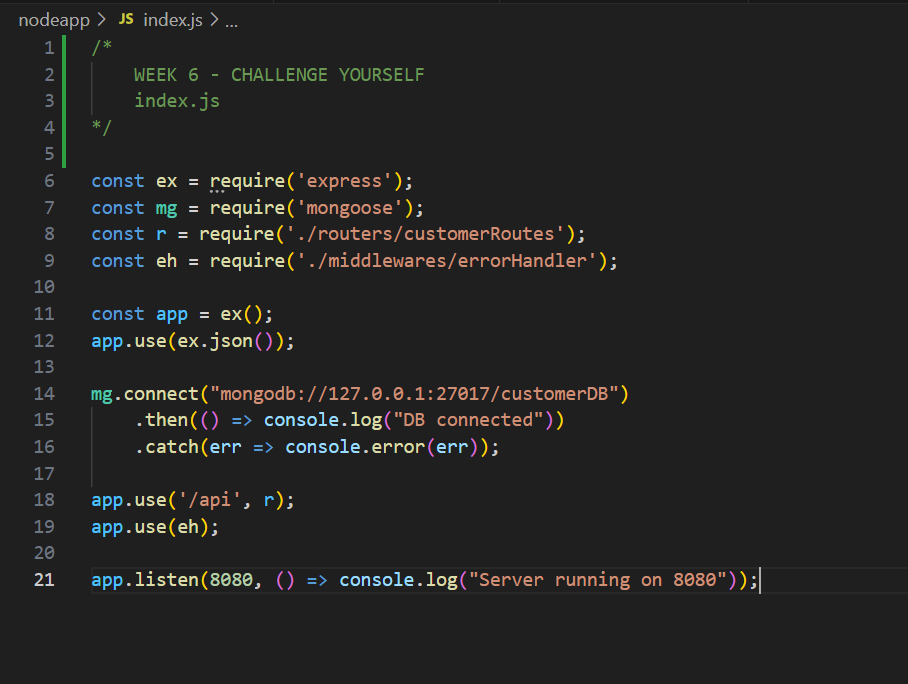 nodeapp > JS index.js > ...
1 /*
2     WEEK 6 - CHALLENGE YOURSELF
3     index.js
4 */
5
6 const ex = require('express');
7 const mg = require('mongoose');
8 const r = require('./routers/customerRoutes');
9 const eh = require('./middlewares/errorHandler');
10
11 const app = ex();
12 app.use(ex.json());
13
14 mg.connect("mongodb://127.0.0.1:27017/customerDB")
15     .then(() => console.log("DB connected"))
16     .catch(err => console.error(err));
17
18 app.use('/api', r);
19 app.use(eh);
20
21 app.listen(8080, () => console.log("Server running on 8080"));